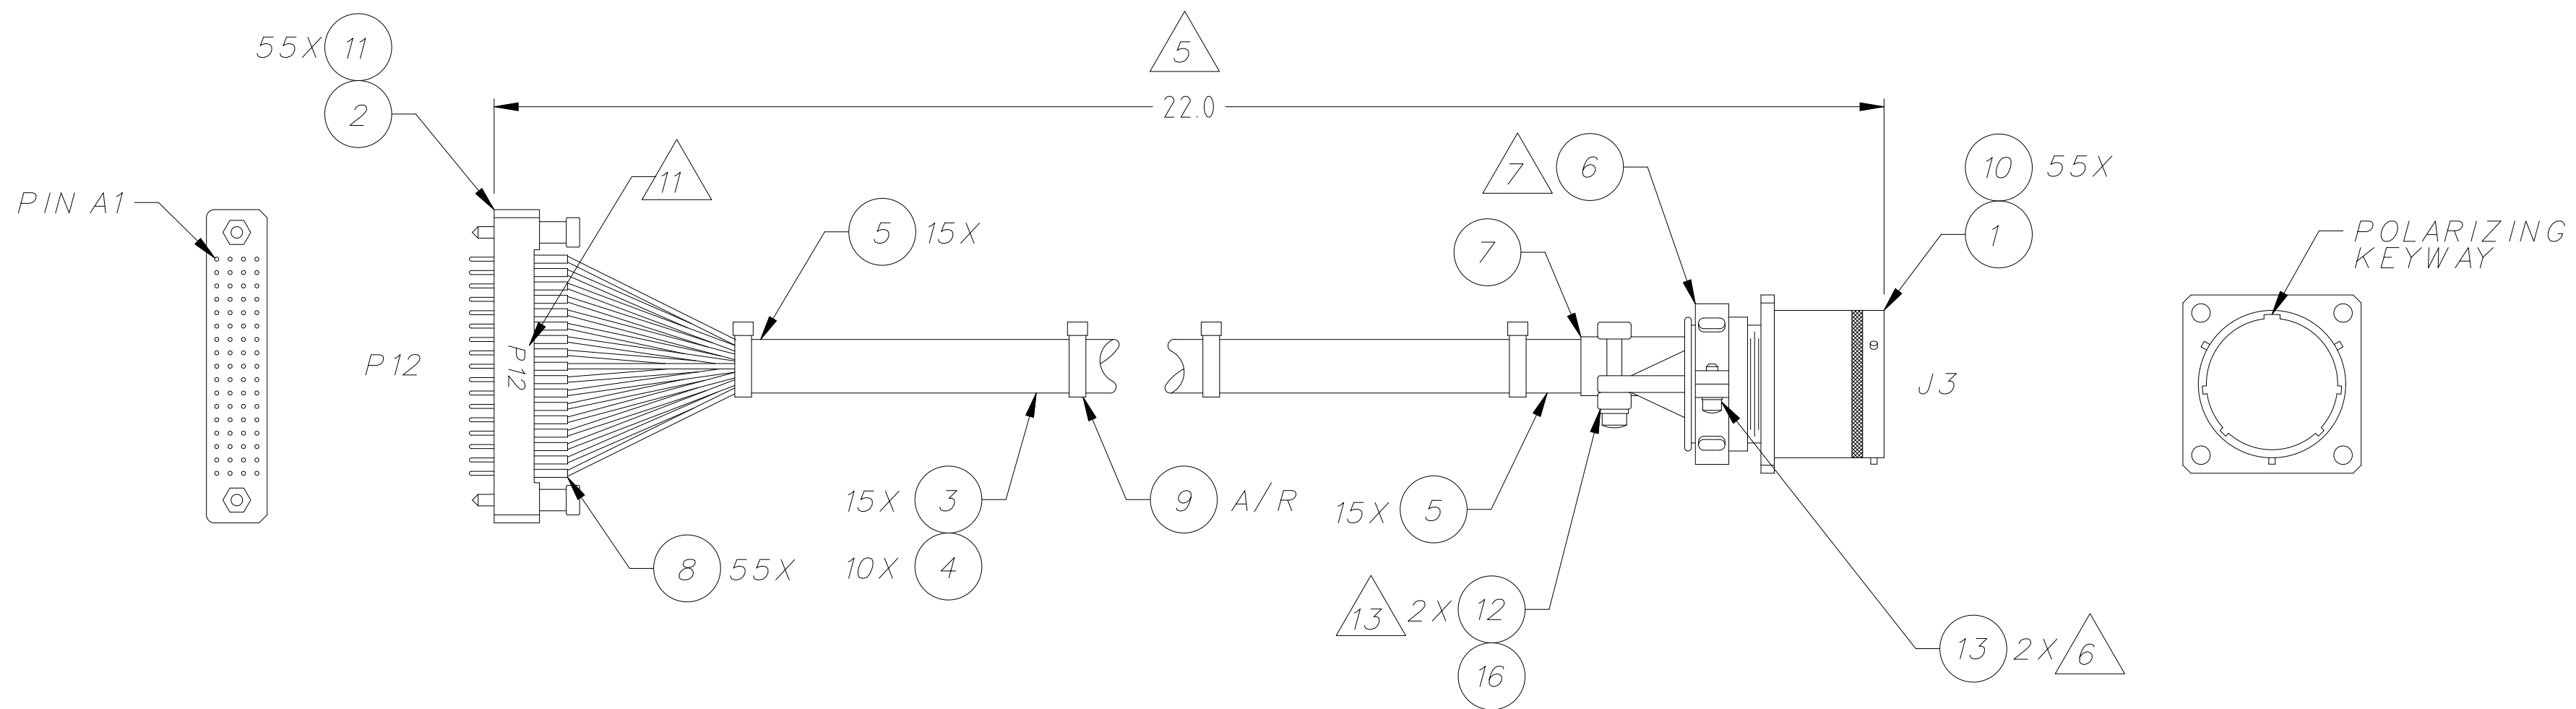 55X 11
2
5
22.0
11
7
6
10 55X
1
PIN A1
5 15X
7
POLARIZING
KEYWAY
P12
P12
J3
15X 3
10X 4
9 A/R
15X 5
8 55X
13 2X 12
16
13 2X 6